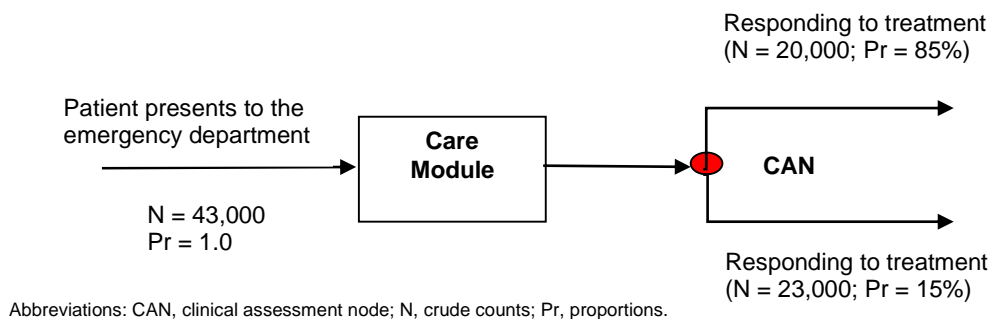 Responding to treatment
(N = 20,000; Pr = 85%)
Patient presents to the
emergency department
Care
Module
CAN
N = 43,000
Pr = 1.0
Responding to treatment
(N = 23,000; Pr = 15%)
Abbreviations: CAN, clinical assessment node; N, crude counts; Pr, proportions.